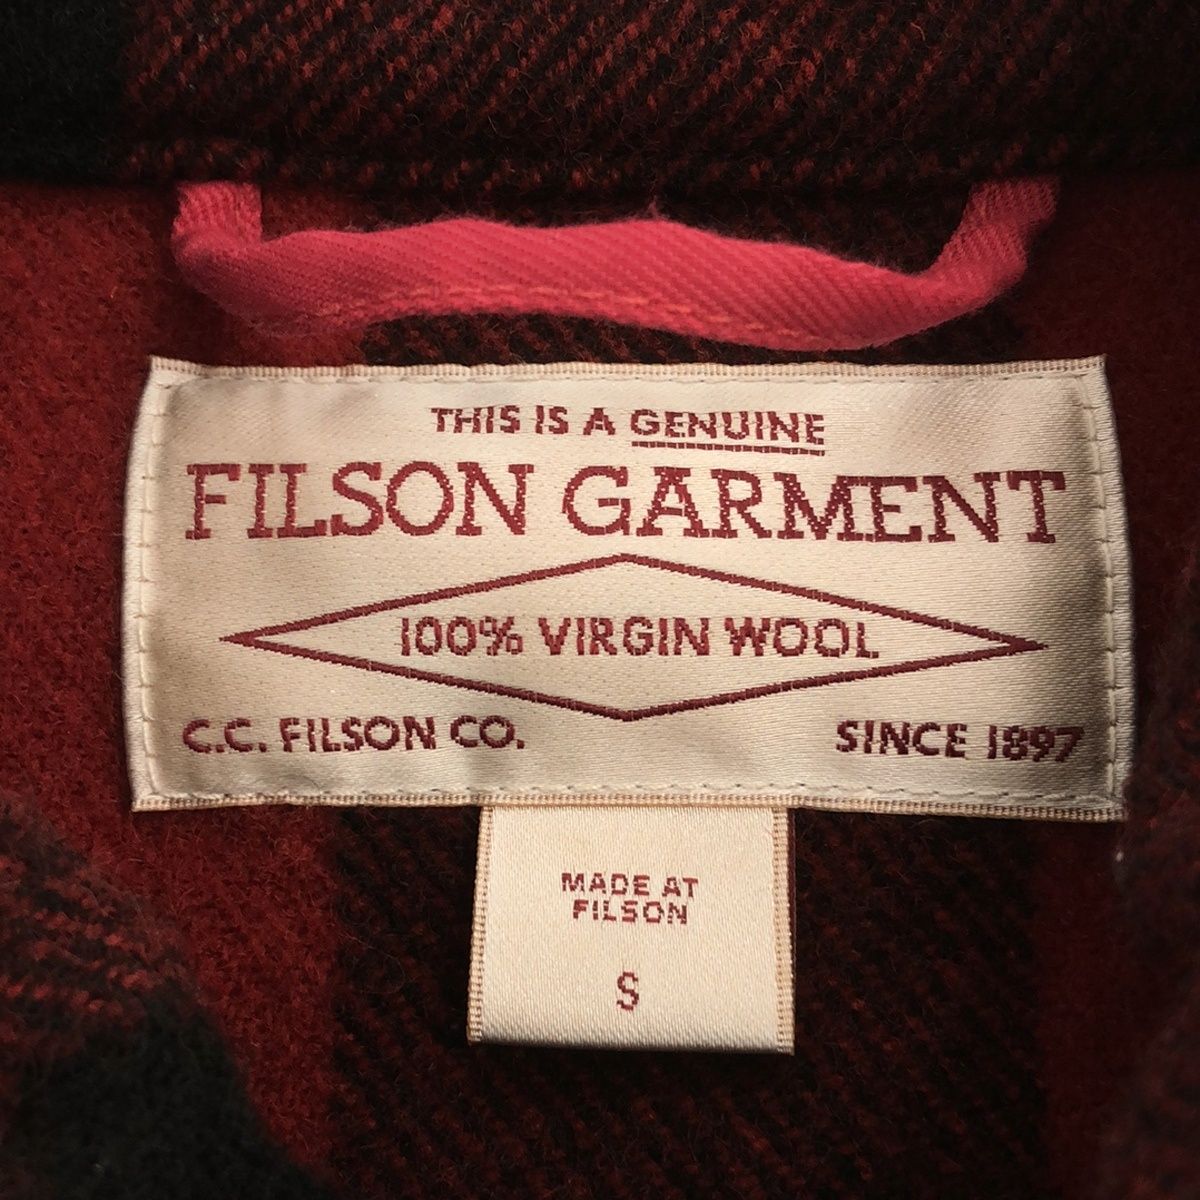 THIS IS A GENUINE
FILSON GARMENT
100% VIRGIN WOOL
C.C. FILSON CO. SINCE 1897
MADE AT
FILSON
S